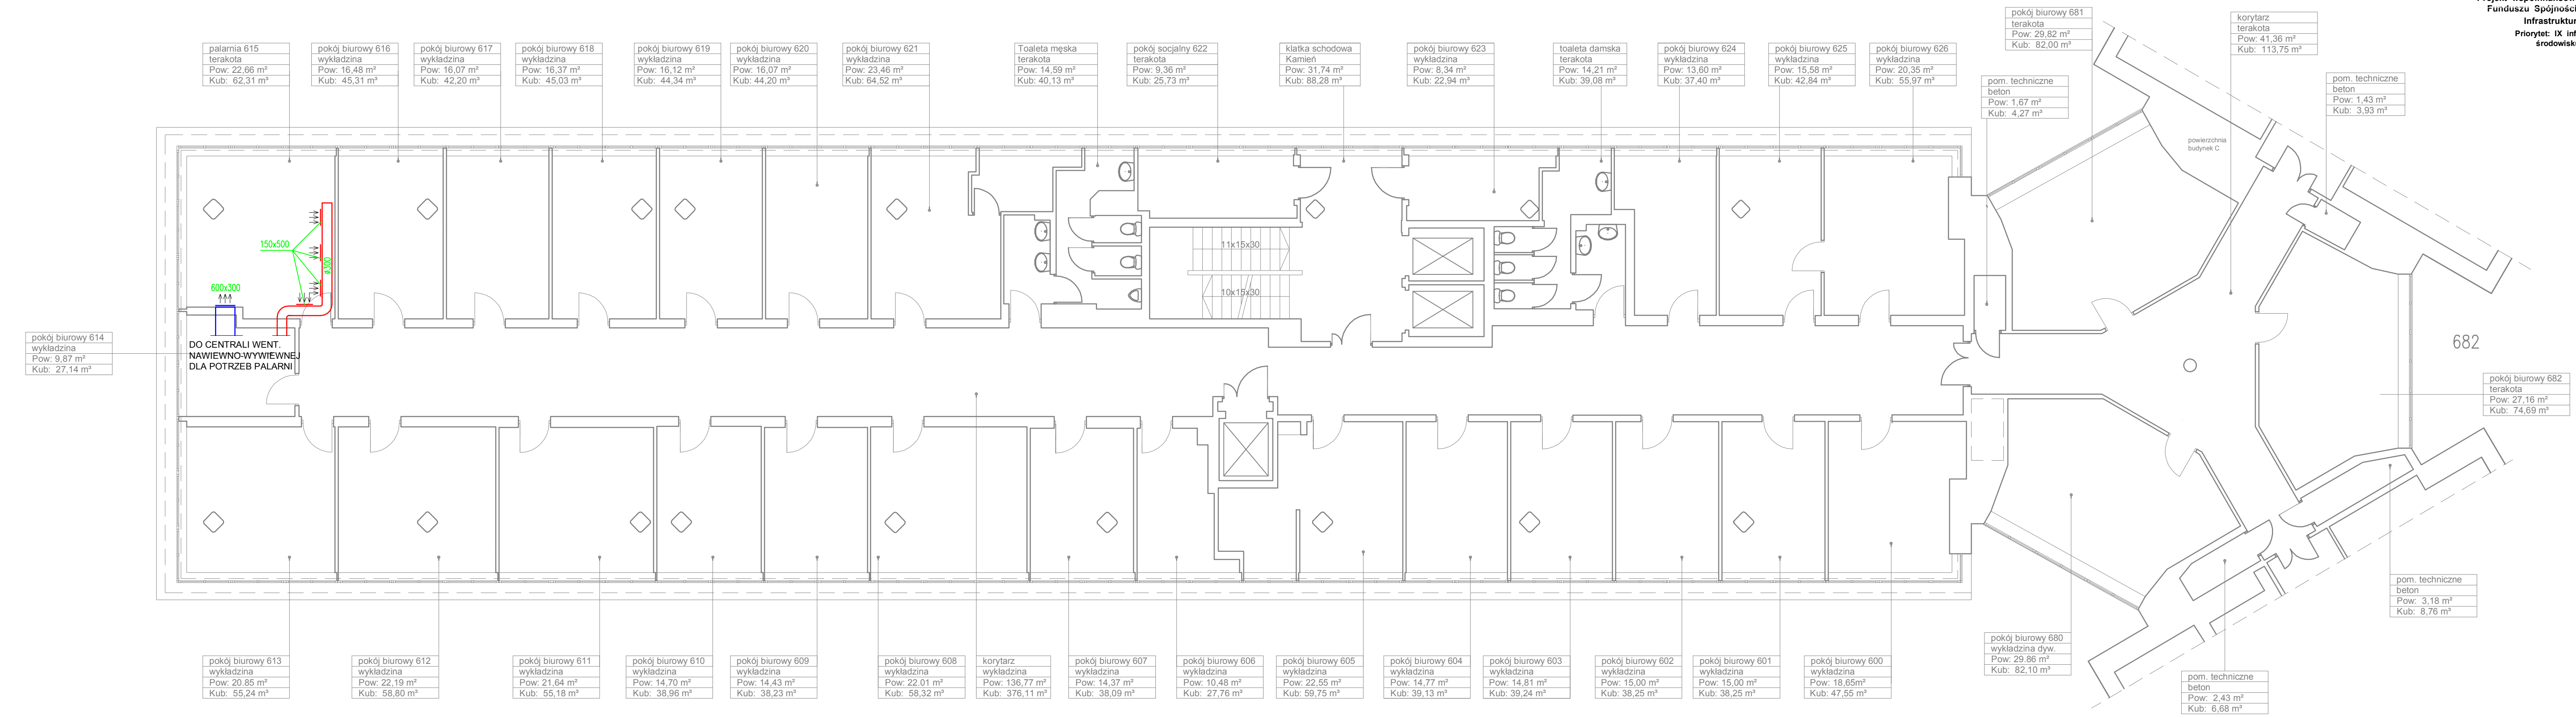 Funduszu Spójności
Infrastruktur
Priorytet: IX inf
środowisk
palarnia 615
terakota
Pow: 22,66 m²
Kub: 62,31 m³
pokój biurowy 616
wykładzina
Pow: 16,48 m²
Kub: 45,31 m³
pokój biurowy 617
wykładzina
Pow: 16,07 m²
Kub: 42,20 m³
pokój biurowy 618
wykładzina
Pow: 16,37 m²
Kub: 45,03 m³
pokój biurowy 619
wykładzina
Pow: 16,12 m²
Kub: 44,34 m³
pokój biurowy 620
wykładzina
Pow: 16,07 m²
Kub: 44,20 m³
pokój biurowy 621
wykładzina
Pow: 23,46 m²
Kub: 64,52 m³
Toaleta męska
terakota
Pow: 14,59 m²
Kub: 40,13 m³
pokój socjalny 622
terakota
Pow: 9,36 m²
Kub: 25,73 m³
klatka schodowa
Kamień
Pow: 31,74 m²
Kub: 88,28 m³
pokój biurowy 623
wykładzina
Pow: 8,34 m²
Kub: 22,94 m³
toaleta damska
terakota
Pow: 14,21 m²
Kub: 39,08 m³
pokój biurowy 624
wykładzina
Pow: 13,60 m²
Kub: 37,40 m³
pokój biurowy 625
wykładzina
Pow: 15,58 m²
Kub: 42,84 m³
pokój biurowy 626
wykładzina
Pow: 20,35 m²
Kub: 55,97 m³
pokój biurowy 681
terakota
Pow: 29,82 m²
Kub: 82,00 m³
korytarz
terakota
Pow: 41,36 m²
Kub: 113,75 m³
pom. techniczne
beton
Pow: 1,67 m²
Kub: 4,27 m³
pom. techniczne
beton
Pow: 1,43 m²
Kub: 3,93 m³
powierzchnia
budynek C
150x500
ø300
600x300
11x15x30
10x15x30
DO CENTRALI WENT.
NAWIEWNO-WYWIEWNEJ
DLA POTRZEB PALARNI
pokój biurowy 614
wykładzina
Pow: 9,87 m²
Kub: 27,14 m³
682
pokój biurowy 682
terakota
Pow: 27,16 m²
Kub: 74,69 m³
pokój biurowy 613
wykładzina
Pow: 20.85 m²
Kub: 55,24 m³
pokój biurowy 612
wykładzina
Pow: 22,19 m²
Kub: 58,80 m³
pokój biurowy 611
wykładzina
Pow: 21,64 m²
Kub: 55,18 m³
pokój biurowy 610
wykładzina
Pow: 14,70 m²
Kub: 38,96 m³
pokój biurowy 609
wykładzina
Pow: 14,43 m²
Kub: 38,23 m³
pokój biurowy 608
wykładzina
Pow: 22.01 m²
Kub: 58,32 m³
korytarz
wykładzina
Pow: 136,77 m²
Kub: 376,11 m³
pokój biurowy 607
wykładzina
Pow: 14,37 m²
Kub: 38,09 m³
pokój biurowy 606
wykładzina
Pow: 10,48 m²
Kub: 27,76 m³
pokój biurowy 605
wykładzina
Pow: 22,55 m²
Kub: 59,75 m³
pokój biurowy 604
wykładzina
Pow: 14,77 m²
Kub: 39,13 m³
pokój biurowy 603
wykładzina
Pow: 14,81 m²
Kub: 39,24 m³
pokój biurowy 602
wykładzina
Pow: 15,00 m²
Kub: 38,25 m³
pokój biurowy 601
wykładzina
Pow: 15,00 m²
Kub: 38,25 m³
pokój biurowy 600
wykładzina
Pow: 18,65m²
Kub: 47,55 m³
pokój biurowy 680
wykładzina dyw.
Pow: 29.86 m²
Kub: 82,10 m³
pom. techniczne
beton
Pow: 3,18 m²
Kub: 8,76 m³
pom. techniczne
beton
Pow: 2,43 m²
Kub: 6,68 m³